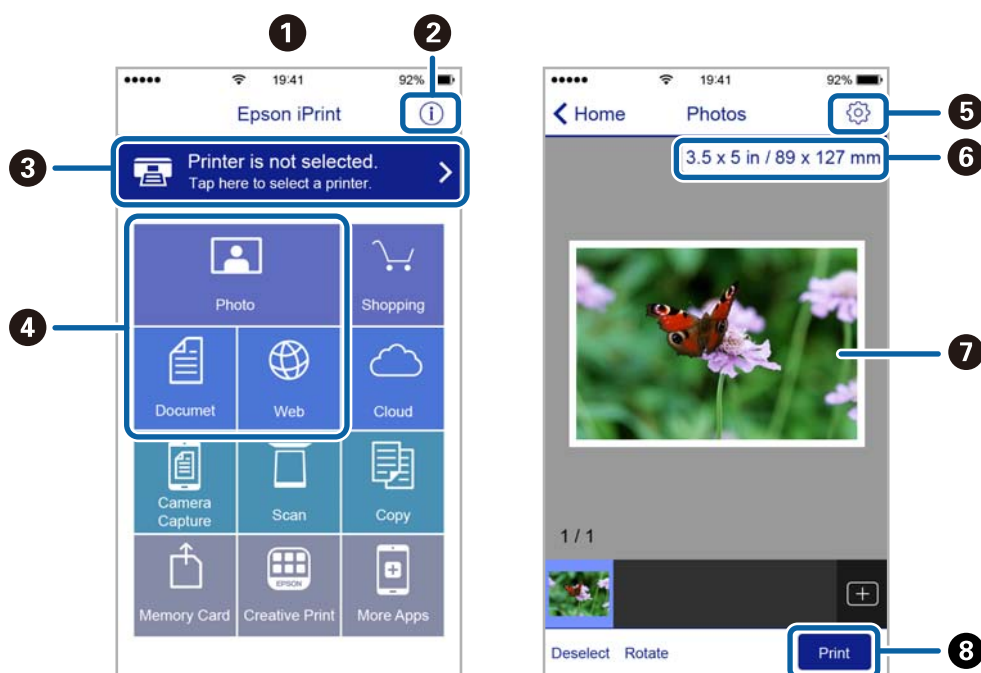 1
2
19:41
92%
Epson iPrint
i
3
Printer is not selected.
Tap here to select a printer.
4
Photo
Shopping
Documet
Web
Cloud
Camera
Capture
Scan
Copy
Memory Card
EPSON
Creative Print
More Apps
19:41
92%
Home
Photos
5
3.5 x 5 in / 89 x 127 mm
6
7
1 / 1
Deselect
Rotate
Print
8